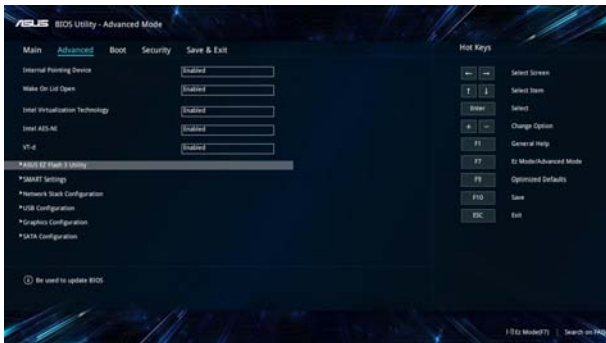 ASUS BIOS Utility - Advanced Mode
Main Advanced Boot Security Save & Exit
Internal Pointing Device Enabled
Wake On Lid Open Enabled
Intel Virtualization Technology Enabled
Intel AES-NI Enabled
VT-d Enabled
ASUS EZ Flash 3 Utility
SMART Settings
Network Stack Configuration
USB Configuration
Graphics Configuration
SATA Configuration
Be used to update BIOS
Hot Keys
← → Select Screen
↑ ↓ Select Item
Enter Select
+ - Change Option
F1 General Help
F7 Ez Mode/Advanced Mode
F9 Optimized Defaults
F10 Save
ESC Exit
Ez Mode(F7) | Search on FAQ